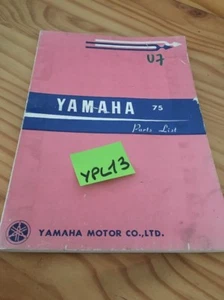 U7
YAMAHA 75
Parts List
YPL13
YAMAHA MOTOR CO.,LTD.